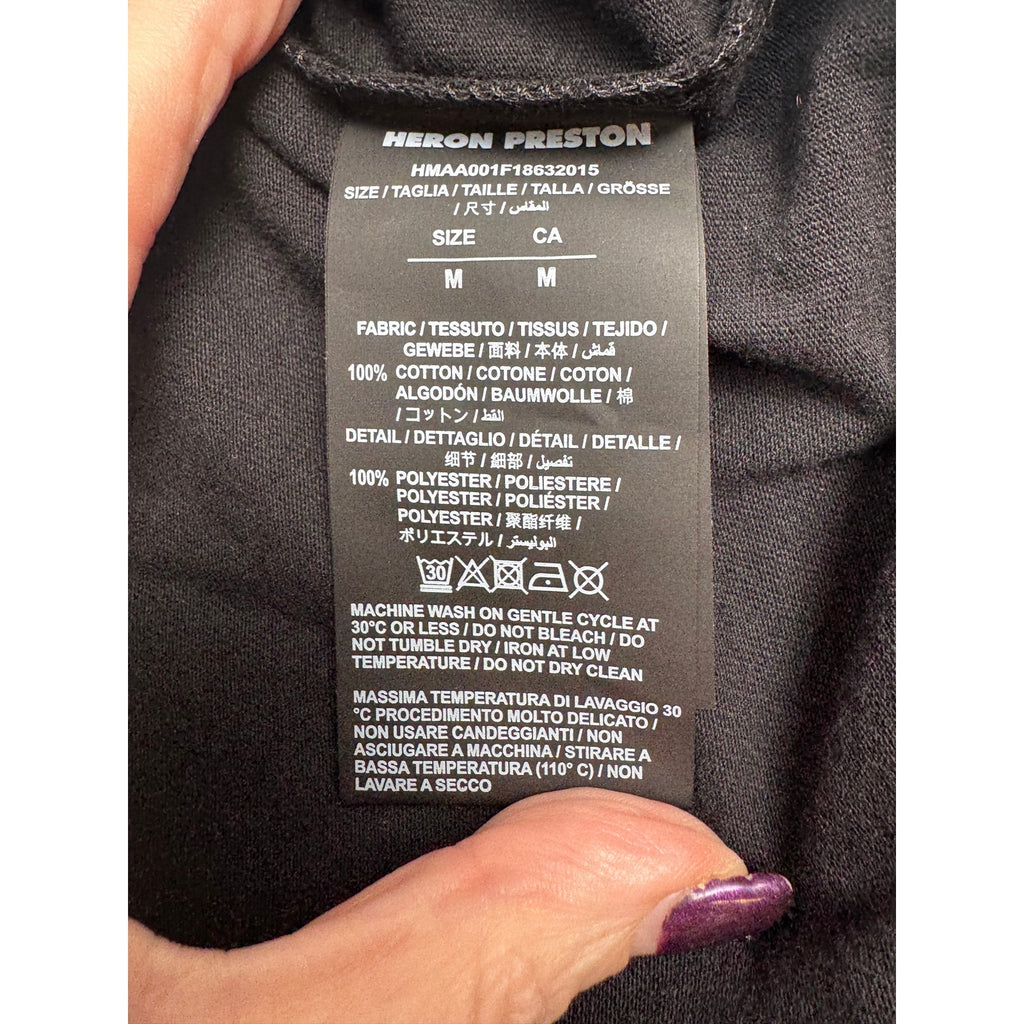 HERON PRESTON
HMAA001F18632015
SIZE / TAGLIA / TAILLE / TALLA / GRÖSSE
/ 尺寸 / المقاس
SIZE CA
M M
FABRIC / TESSUTO / TISSUS / TEJIDO /
GEWEBE / 面料 / 本体 / قماش
100% COTTON / COTONE / COTON /
ALGODÓN / BAUMWOLLE / 棉
/ コットン / القط
DETAIL / DETTAGLIO / DÉTAIL / DETALLE /
细节 / 細部 / تفصيل
100% POLYESTER / POLIESTERE /
POLYESTER / POLIÉSTER /
POLYESTER / 聚酯纤维 /
ポリエステル / البوليستر
30
MACHINE WASH ON GENTLE CYCLE AT
30°C OR LESS / DO NOT BLEACH / DO
NOT TUMBLE DRY / IRON AT LOW
TEMPERATURE / DO NOT DRY CLEAN
MASSIMA TEMPERATURA DI LAVAGGIO 30
°C PROCEDIMENTO MOLTO DELICATO /
NON USARE CANDEGGIANTI / NON
ASCIUGARE A MACCHINA / STIRARE A
BASSA TEMPERATURA (110° C) / NON
LAVARE A SECCO